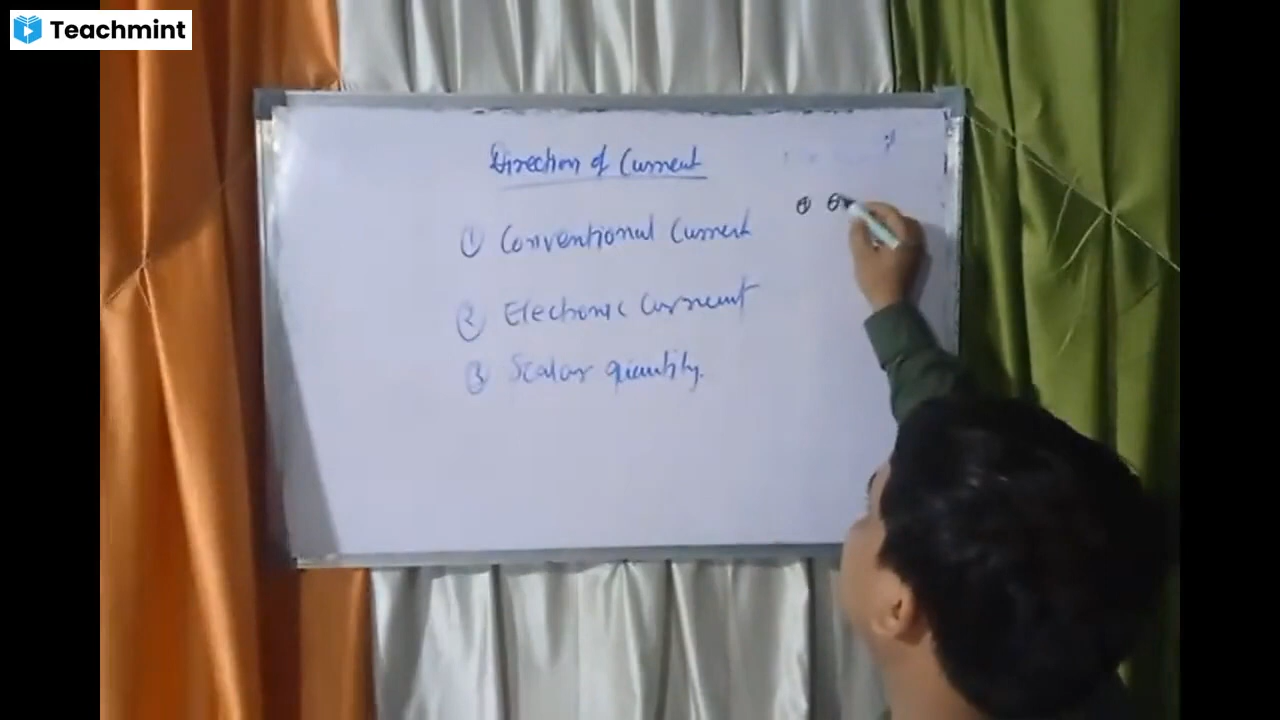 Teachmint
Direction of Current
① Conventional Current
② Electronic Current
③ Scalar quantity.
⊕ ⊖